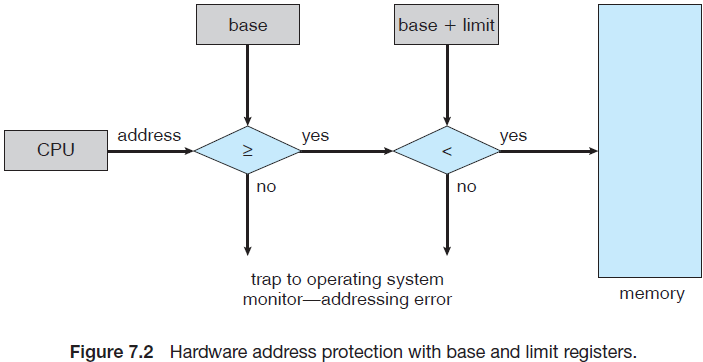 base
base + limit
CPU
address
≥
yes
<
yes
no
no
trap to operating system
monitor—addressing error
memory
Figure 7.2 Hardware address protection with base and limit registers.